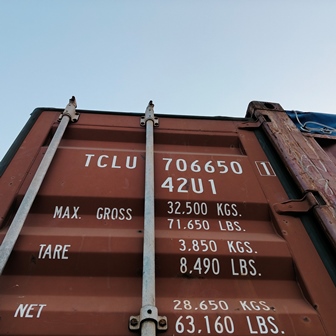 TCLU 706650 1
42U1
MAX. GROSS 32.500 KGS.
71.650 LBS.
TARE 3.850 KGS.
8,490 LBS.
NET 28.650 KGS.
63,160 LBS.